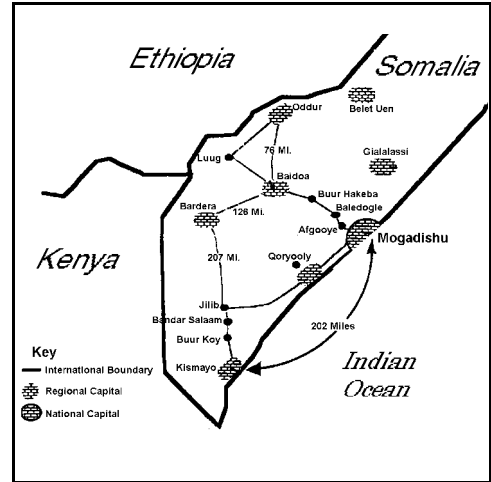 Ethiopia
Somalia
Oddur
Belet Uen
Luug
76 MI.
Gialalassi
Baidoa
Bardera
126 Mi.
Buur Hakeba
Baledogle
Afgooye
Mogadishu
Kenya
207 Mi.
Qoryooly
Jilib
Bandar Salaam
202 Miles
Buur Koy
Kismayo
Indian
Ocean
Key
International Boundary
Regional Capital
National Capital